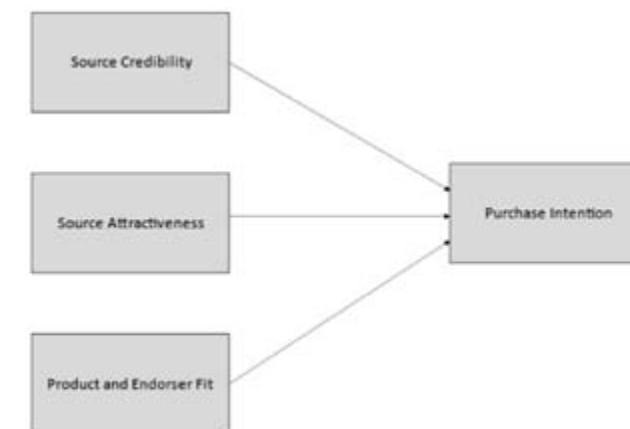 Source Credibility
Source Attractiveness
Purchase Intention
Product and Endorser Fit